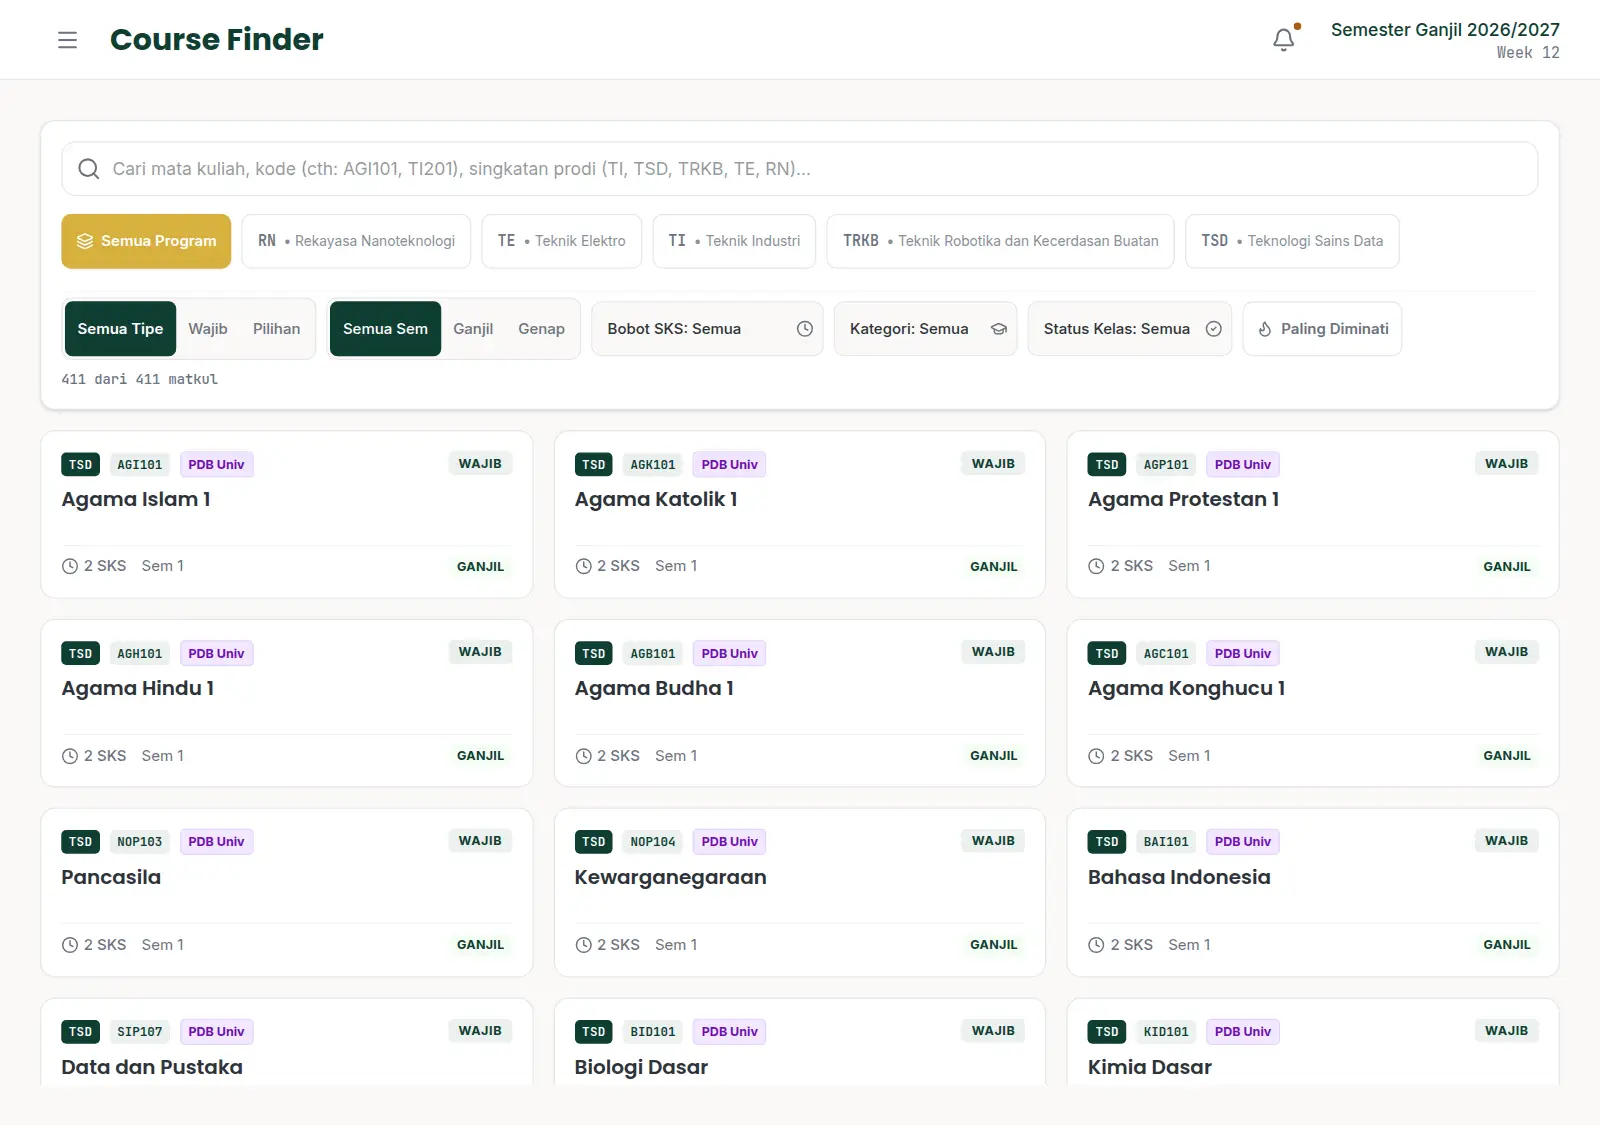 Course Finder
Semester Ganjil 2026/2027
Week 12
Cari mata kuliah, kode (cth: AGI101, TI201), singkatan prodi (TI, TSD, TRKB, TE, RN)...
Semua Program
RN • Rekayasa Nanoteknologi
TE • Teknik Elektro
TI • Teknik Industri
TRKB • Teknik Robotika dan Kecerdasan Buatan
TSD • Teknologi Sains Data
Semua Tipe Wajib Pilihan
Semua Sem Ganjil Genap
Bobot SKS: Semua
Kategori: Semua
Status Kelas: Semua
Paling Diminati
411 dari 411 matkul
TSD AGI101 PDB Univ WAJIB
Agama Islam 1
2 SKS Sem 1 GANJIL
TSD AGK101 PDB Univ WAJIB
Agama Katolik 1
2 SKS Sem 1 GANJIL
TSD AGP101 PDB Univ WAJIB
Agama Protestan 1
2 SKS Sem 1 GANJIL
TSD AGH101 PDB Univ WAJIB
Agama Hindu 1
2 SKS Sem 1 GANJIL
TSD AGB101 PDB Univ WAJIB
Agama Budha 1
2 SKS Sem 1 GANJIL
TSD AGC101 PDB Univ WAJIB
Agama Konghucu 1
2 SKS Sem 1 GANJIL
TSD NOP103 PDB Univ WAJIB
Pancasila
2 SKS Sem 1 GANJIL
TSD NOP104 PDB Univ WAJIB
Kewarganegaraan
2 SKS Sem 1 GANJIL
TSD BAI101 PDB Univ WAJIB
Bahasa Indonesia
2 SKS Sem 1 GANJIL
TSD SIP107 PDB Univ WAJIB
Data dan Pustaka
TSD BID101 PDB Univ WAJIB
Biologi Dasar
TSD KID101 PDB Univ WAJIB
Kimia Dasar